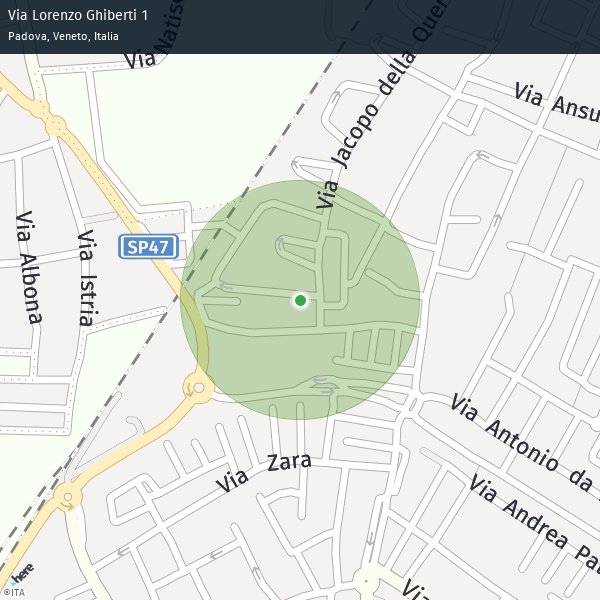 Via Lorenzo Ghiberti 1
Padova, Veneto, Italia
Via Natis
Via Jacopo della Quer
Via Ansu
SP47
Via Albona
Via Istria
Via Antonio da
Via Zara
Via Andrea Pa
Via
here
©ITA